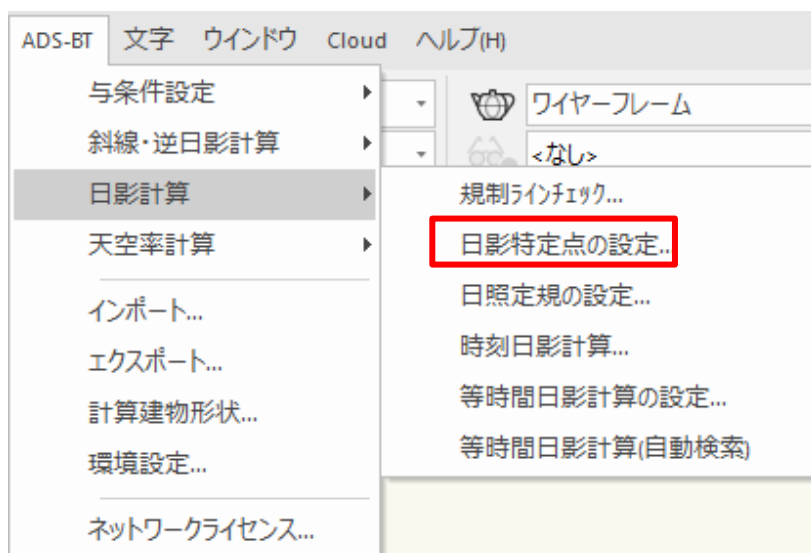 ADS-BT 文字 ウインドウ Cloud ヘルプ(H)
与条件設定
ワイヤーフレーム
斜線・逆日影計算
<なし>
日影計算
規制ラインチェック...
日影特定点の設定...
天空率計算
日照定規の設定...
インポート...
時刻日影計算...
エクスポート...
等時間日影計算の設定...
計算建物形状...
等時間日影計算(自動検索)
環境設定...
ネットワークライセンス...